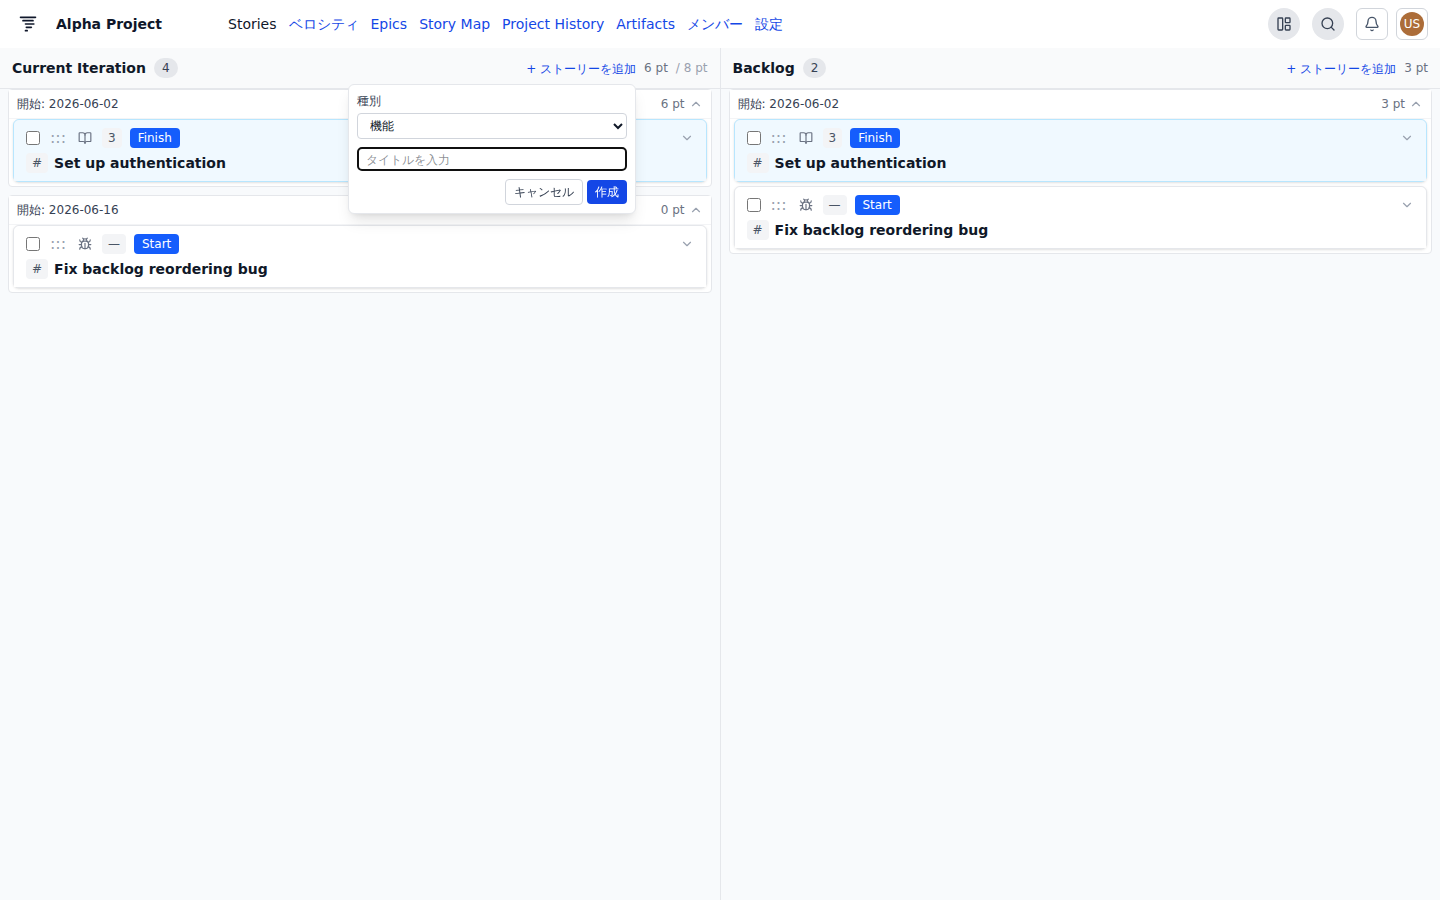 Alpha Project
Stories ベロシティ Epics Story Map Project History Artifacts メンバー 設定
US
Current Iteration 4 + ストーリーを追加 6 pt / 8 pt
開始: 2026-06-02 6 pt
種別
機能
3 Finish
# Set up authentication
タイトルを入力
キャンセル 作成
開始: 2026-06-16 0 pt
— Start
# Fix backlog reordering bug
Backlog 2 + ストーリーを追加 3 pt
開始: 2026-06-02 3 pt
3 Finish
# Set up authentication
— Start
# Fix backlog reordering bug